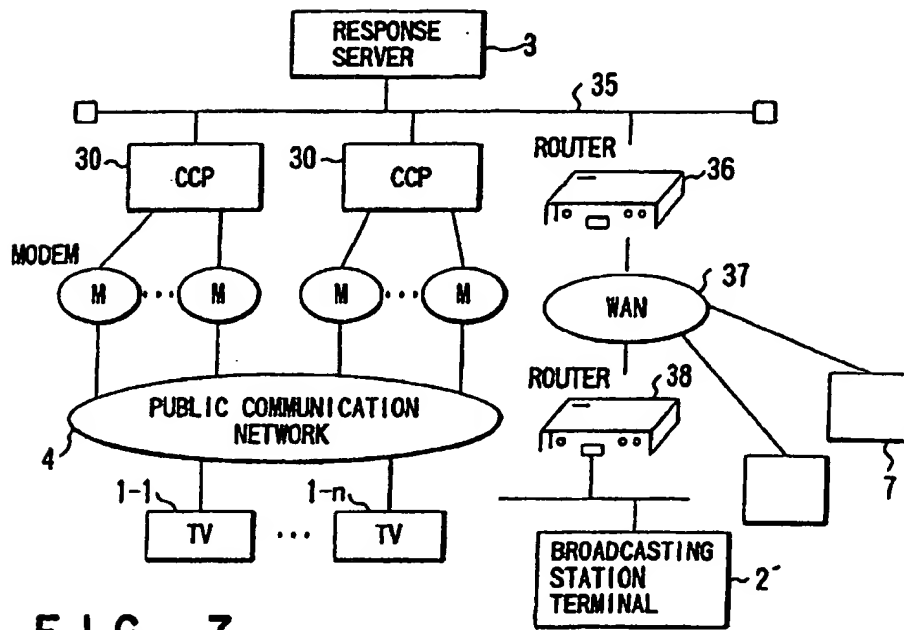 RESPONSE
SERVER
3
35
30
CCP
30
CCP
ROUTER
36
MODEM
M ... M
M ... M
37
WAN
ROUTER
38
PUBLIC COMMUNICATION
NETWORK
4
7
1-1
TV
...
1-n
TV
BROADCASTING
STATION
TERMINAL
2